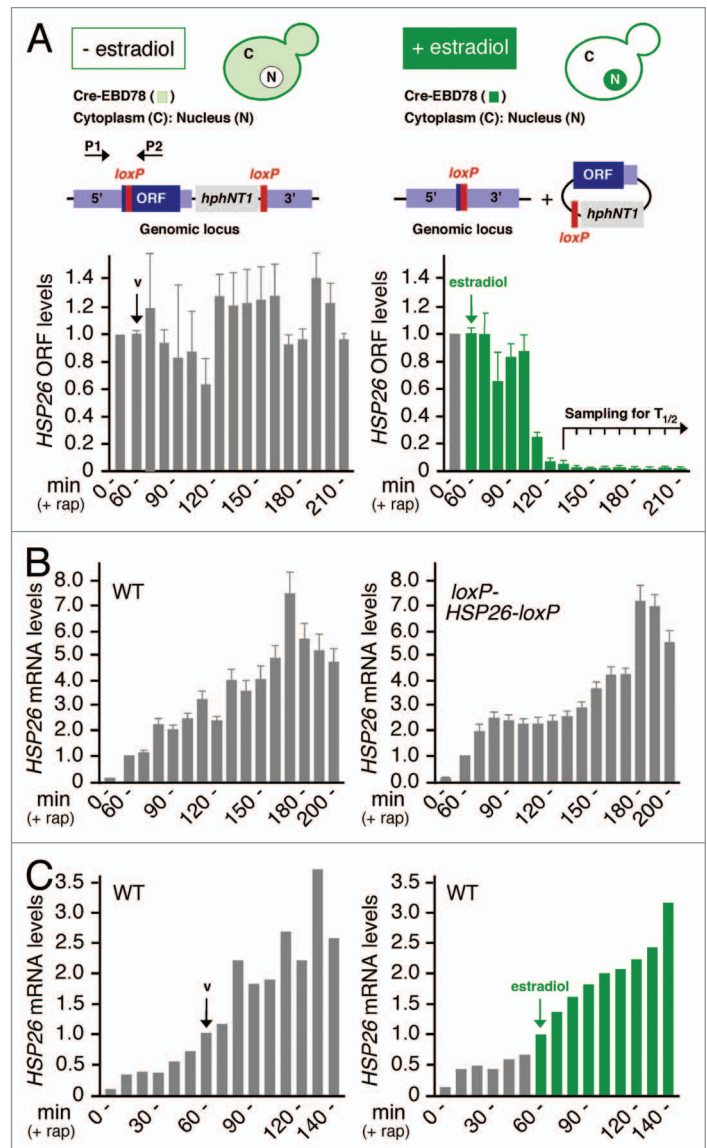 A
- estradiol
C
N
Cre-EBD78 ( )
Cytoplasm (C): Nucleus (N)
P1 P2
loxP loxP
5' ORF hphNT1 3'
Genomic locus
HSP26 ORF levels
1.4
1.2
1.0
0.8
0.6
0.4
0.2
0
v
min
(+ rap)
0-
60-
90-
120-
150-
180-
210-
+ estradiol
C
N
Cre-EBD78 ( )
Cytoplasm (C): Nucleus (N)
loxP
5' 3' + ORF
hphNT1
loxP
Genomic locus
HSP26 ORF levels
1.4
1.2
1.0
0.8
0.6
0.4
0.2
0
estradiol
Sampling for T1/2
min
(+ rap)
0-
60-
90-
120-
150-
180-
210-
B
WT
HSP26 mRNA levels
8.0
7.0
6.0
5.0
4.0
3.0
2.0
1.0
0.0
min
(+ rap)
0-
60-
90-
120-
150-
180-
200-
loxP-
HSP26-loxP
HSP26 mRNA levels
8.0
7.0
6.0
5.0
4.0
3.0
2.0
1.0
0.0
min
(+ rap)
0-
60-
90-
120-
150-
180-
200-
C
WT
HSP26 mRNA levels
3.5
3.0
2.5
2.0
1.5
1.0
0.5
0
v
min
(+ rap)
0-
30-
60-
90-
120-
140-
WT
HSP26 mRNA levels
3.5
3.0
2.5
2.0
1.5
1.0
0.5
0
estradiol
min
(+ rap)
0-
30-
60-
90-
120-
140-